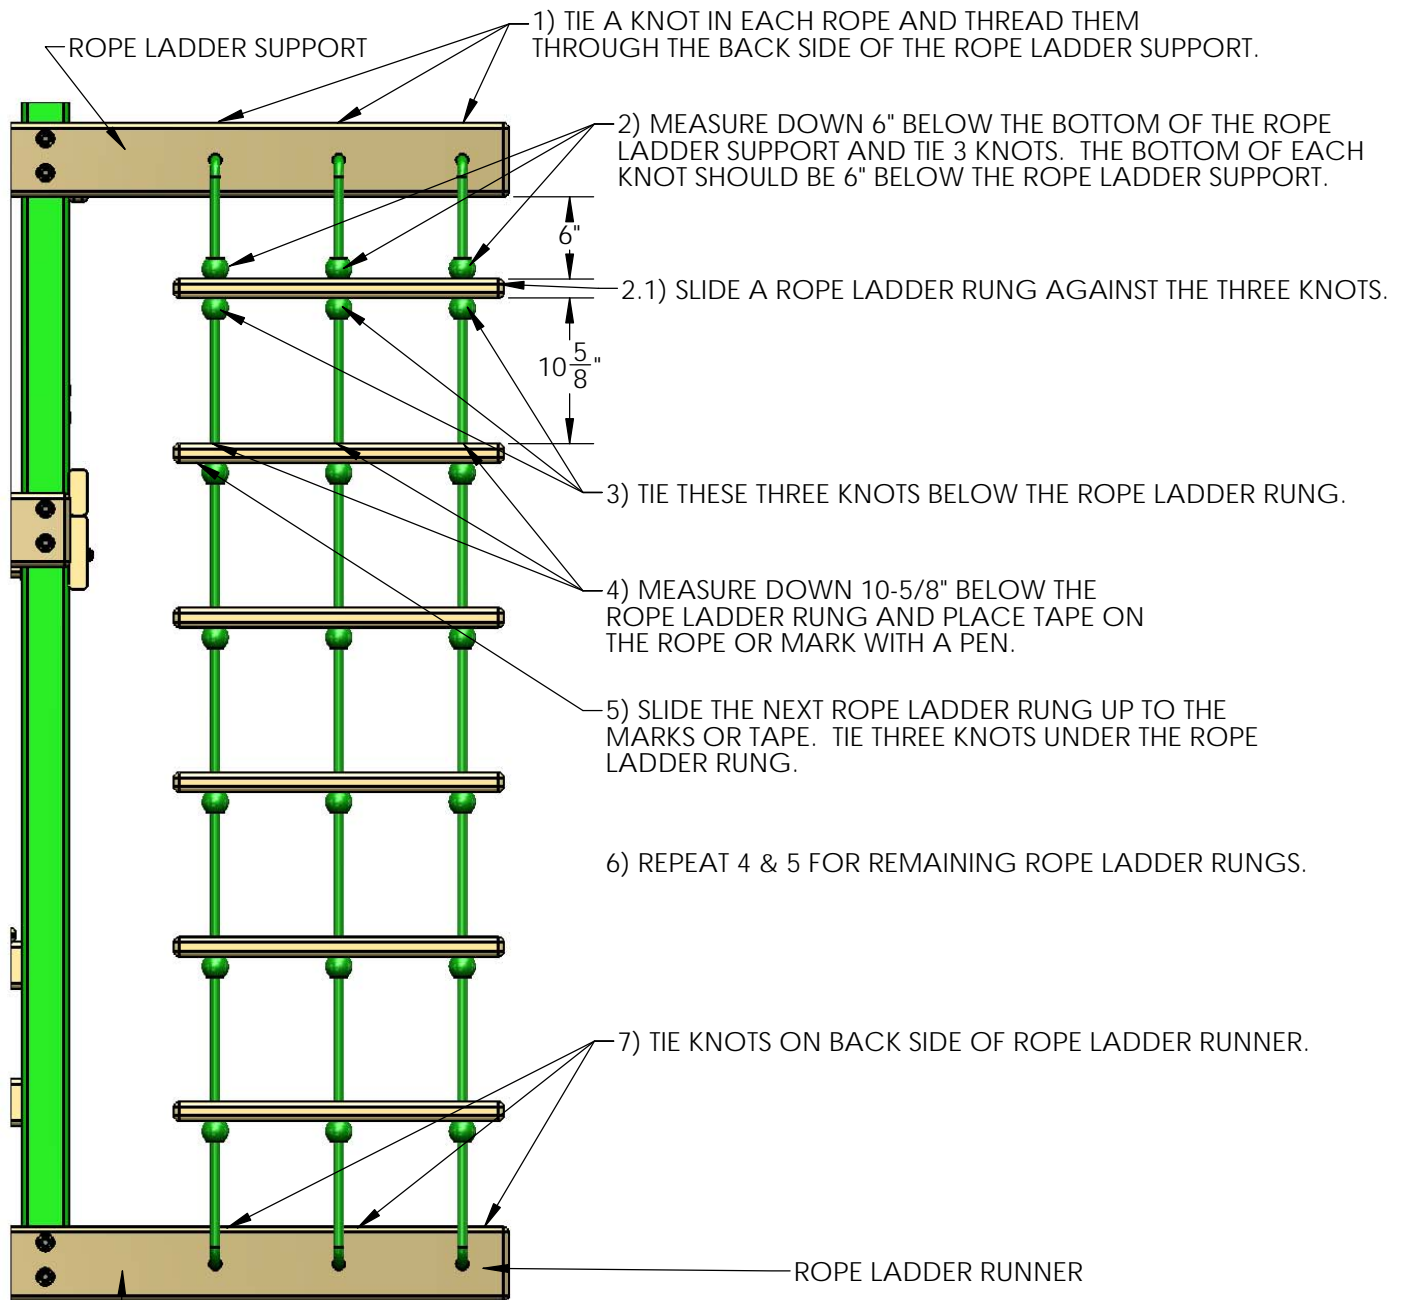 1) TIE A KNOT IN EACH ROPE AND THREAD THEM
THROUGH THE BACK SIDE OF THE ROPE LADDER SUPPORT.
ROPE LADDER SUPPORT
2) MEASURE DOWN 6" BELOW THE BOTTOM OF THE ROPE
LADDER SUPPORT AND TIE 3 KNOTS.  THE BOTTOM OF EACH
KNOT SHOULD BE 6" BELOW THE ROPE LADDER SUPPORT.
6"
2.1) SLIDE A ROPE LADDER RUNG AGAINST THE THREE KNOTS.
10 5/8"
3) TIE THESE THREE KNOTS BELOW THE ROPE LADDER RUNG.
4) MEASURE DOWN 10-5/8" BELOW THE
ROPE LADDER RUNG AND PLACE TAPE ON
THE ROPE OR MARK WITH A PEN.
5) SLIDE THE NEXT ROPE LADDER RUNG UP TO THE
MARKS OR TAPE.  TIE THREE KNOTS UNDER THE ROPE
LADDER RUNG.
6) REPEAT 4 & 5 FOR REMAINING ROPE LADDER RUNGS.
7) TIE KNOTS ON BACK SIDE OF ROPE LADDER RUNNER.
ROPE LADDER RUNNER